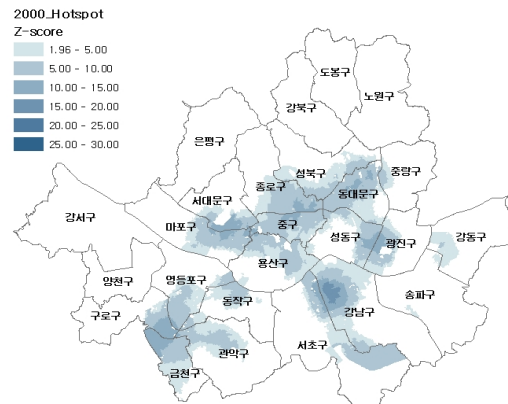 2000_Hotspot
Z-score
1.96 - 5.00
5.00 - 10.00
10.00 - 15.00
15.00 - 20.00
20.00 - 25.00
25.00 - 30.00
도봉구
노원구
강북구
은평구
성북구
중랑구
종로구
동대문구
서대문구
강서구
마포구
중구
성동구
광진구
강동구
용산구
양천구
영등포구
동작구
송파구
구로구
강남구
서초구
관악구
금천구